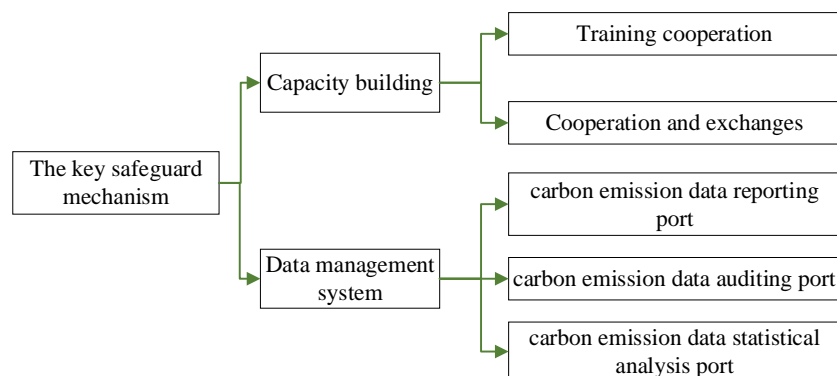 The key safeguard
mechanism
Capacity building
Training cooperation
Cooperation and exchanges
Data management
system
carbon emission data reporting
port
carbon emission data auditing port
carbon emission data statistical
analysis port